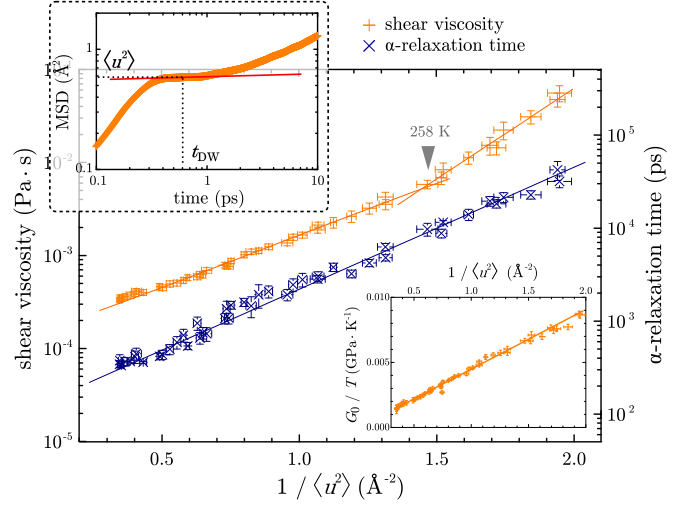 shear viscosity
α-relaxation time
⟨u²⟩
MSD (Å²)
1
0.1
t_DW
0.1
1
10
time (ps)
258 K
shear viscosity (Pa·s)
10⁻²
10⁻³
10⁻⁴
10⁻⁵
α-relaxation time (ps)
10⁵
10⁴
10³
10²
1 / ⟨u²⟩ (Å⁻²)
0.5
1.0
1.5
2.0
G₀ / T (GPa·K⁻¹)
0.010
0.005
0.000
0.5
1.0
1.5
2.0
1 / ⟨u²⟩ (Å⁻²)